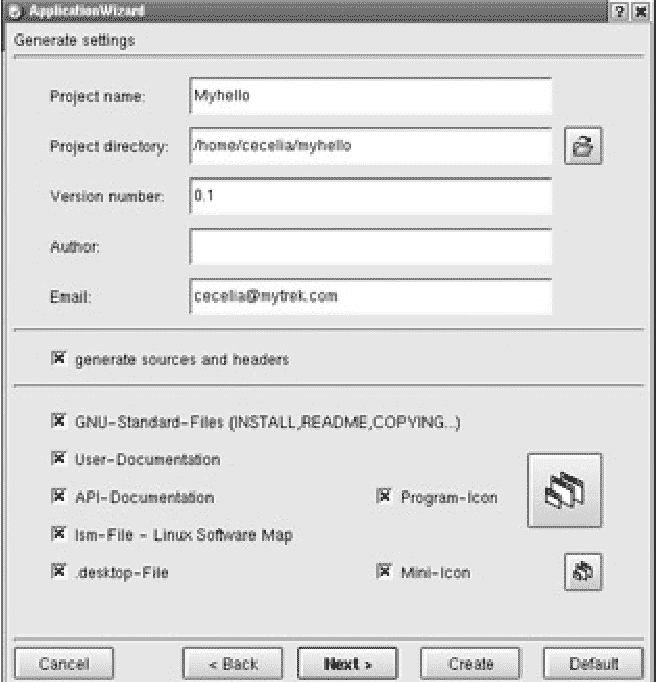 ApplicationWizard
Generate settings
Project name: Myhello
Project directory: /home/cecelia/myhello
Version number: 0.1
Author:
Email: cecelia@mytrek.com
generate sources and headers
GNU-Standard-Files (INSTALL,README,COPYING...)
User-Documentation
API-Documentation Program-Icon
lsm-File - Linux Software Map
.desktop-File Mini-Icon
Cancel < Back Next > Create Default